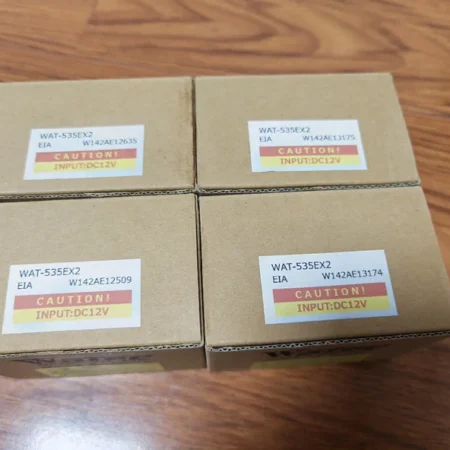 WAT-535EX2
EIA W142AE12635
CAUTION!
INPUT:DC12V
WAT-535EX2
EIA W142AE13175
CAUTION!
INPUT:DC12V
WAT-535EX2
EIA W142AE12509
CAUTION!
INPUT:DC12V
WAT-535EX2
EIA W142AE13174
CAUTION!
INPUT:DC12V